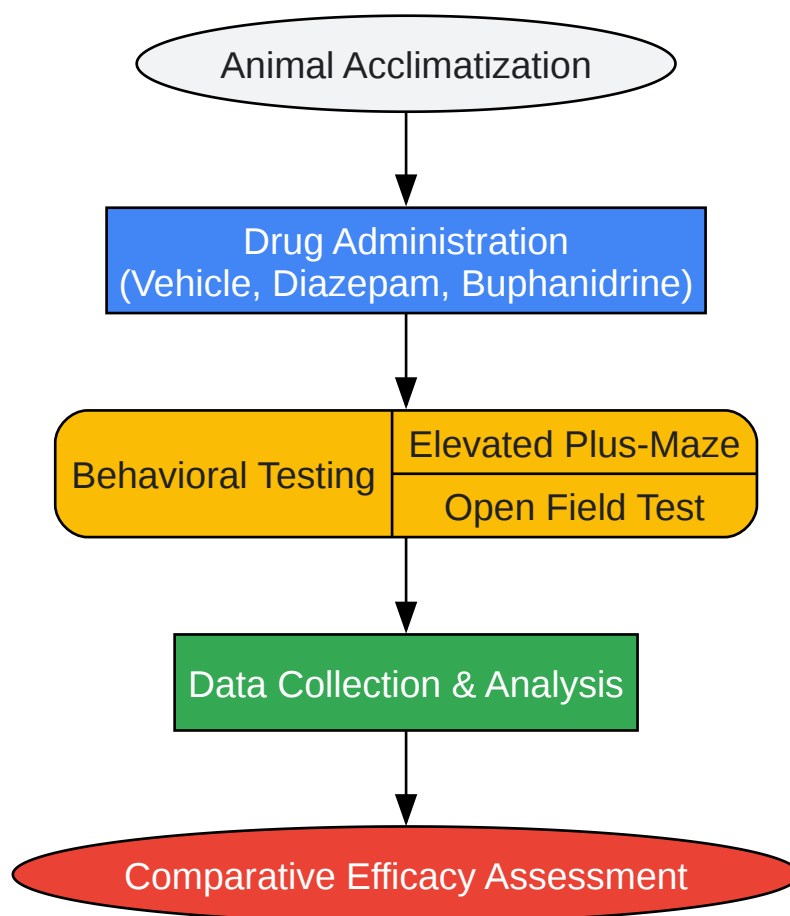 Animal Acclimatization
Drug Administration
(Vehicle, Diazepam, Buphanidrine)
Behavioral Testing
Elevated Plus-Maze
Open Field Test
Data Collection & Analysis
Comparative Efficacy Assessment